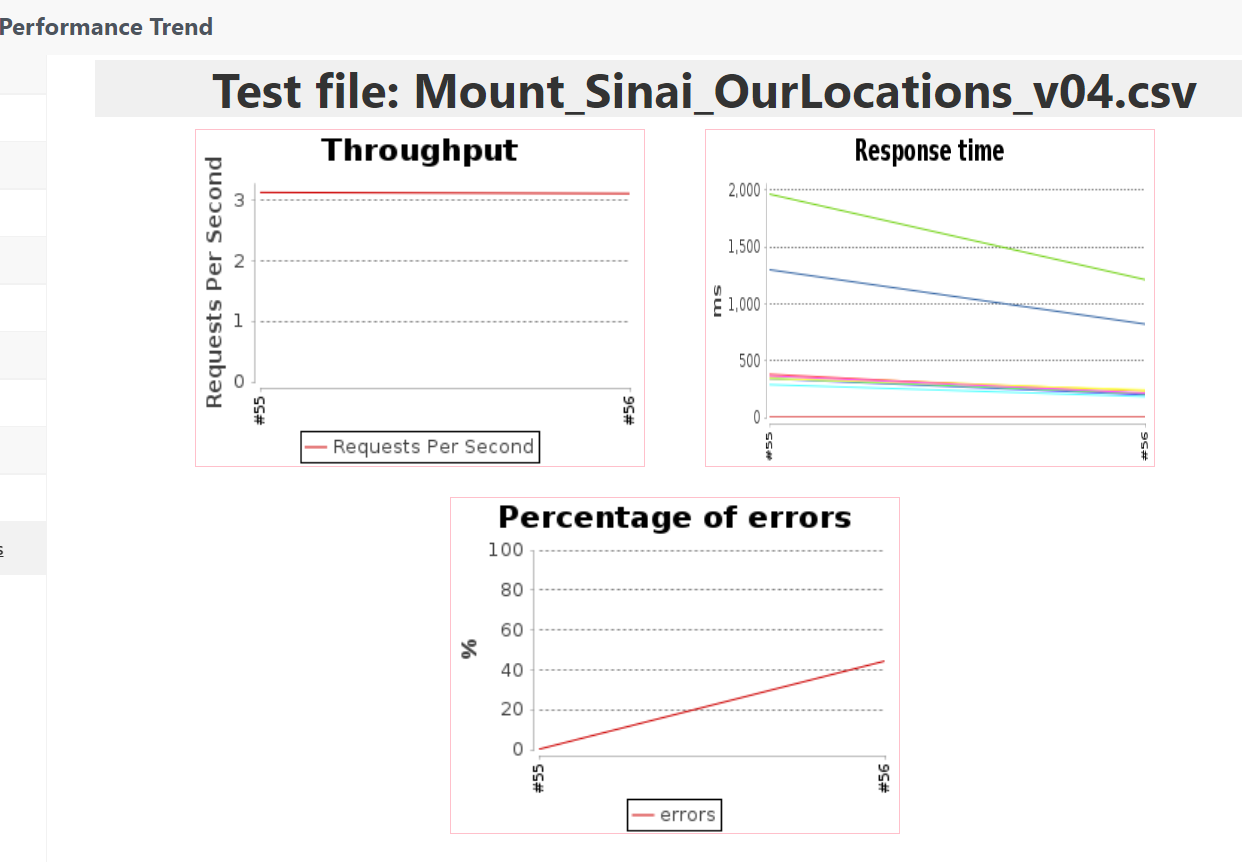 Performance Trend
Test file: Mount_Sinai_OurLocations_v04.csv
Throughput
Requests Per Second
3
2
1
0
#55
#56
Requests Per Second
Response time
ms
2,000
1,500
1,000
500
0
#55
#56
Percentage of errors
%
100
80
60
40
20
0
#55
#56
errors
s